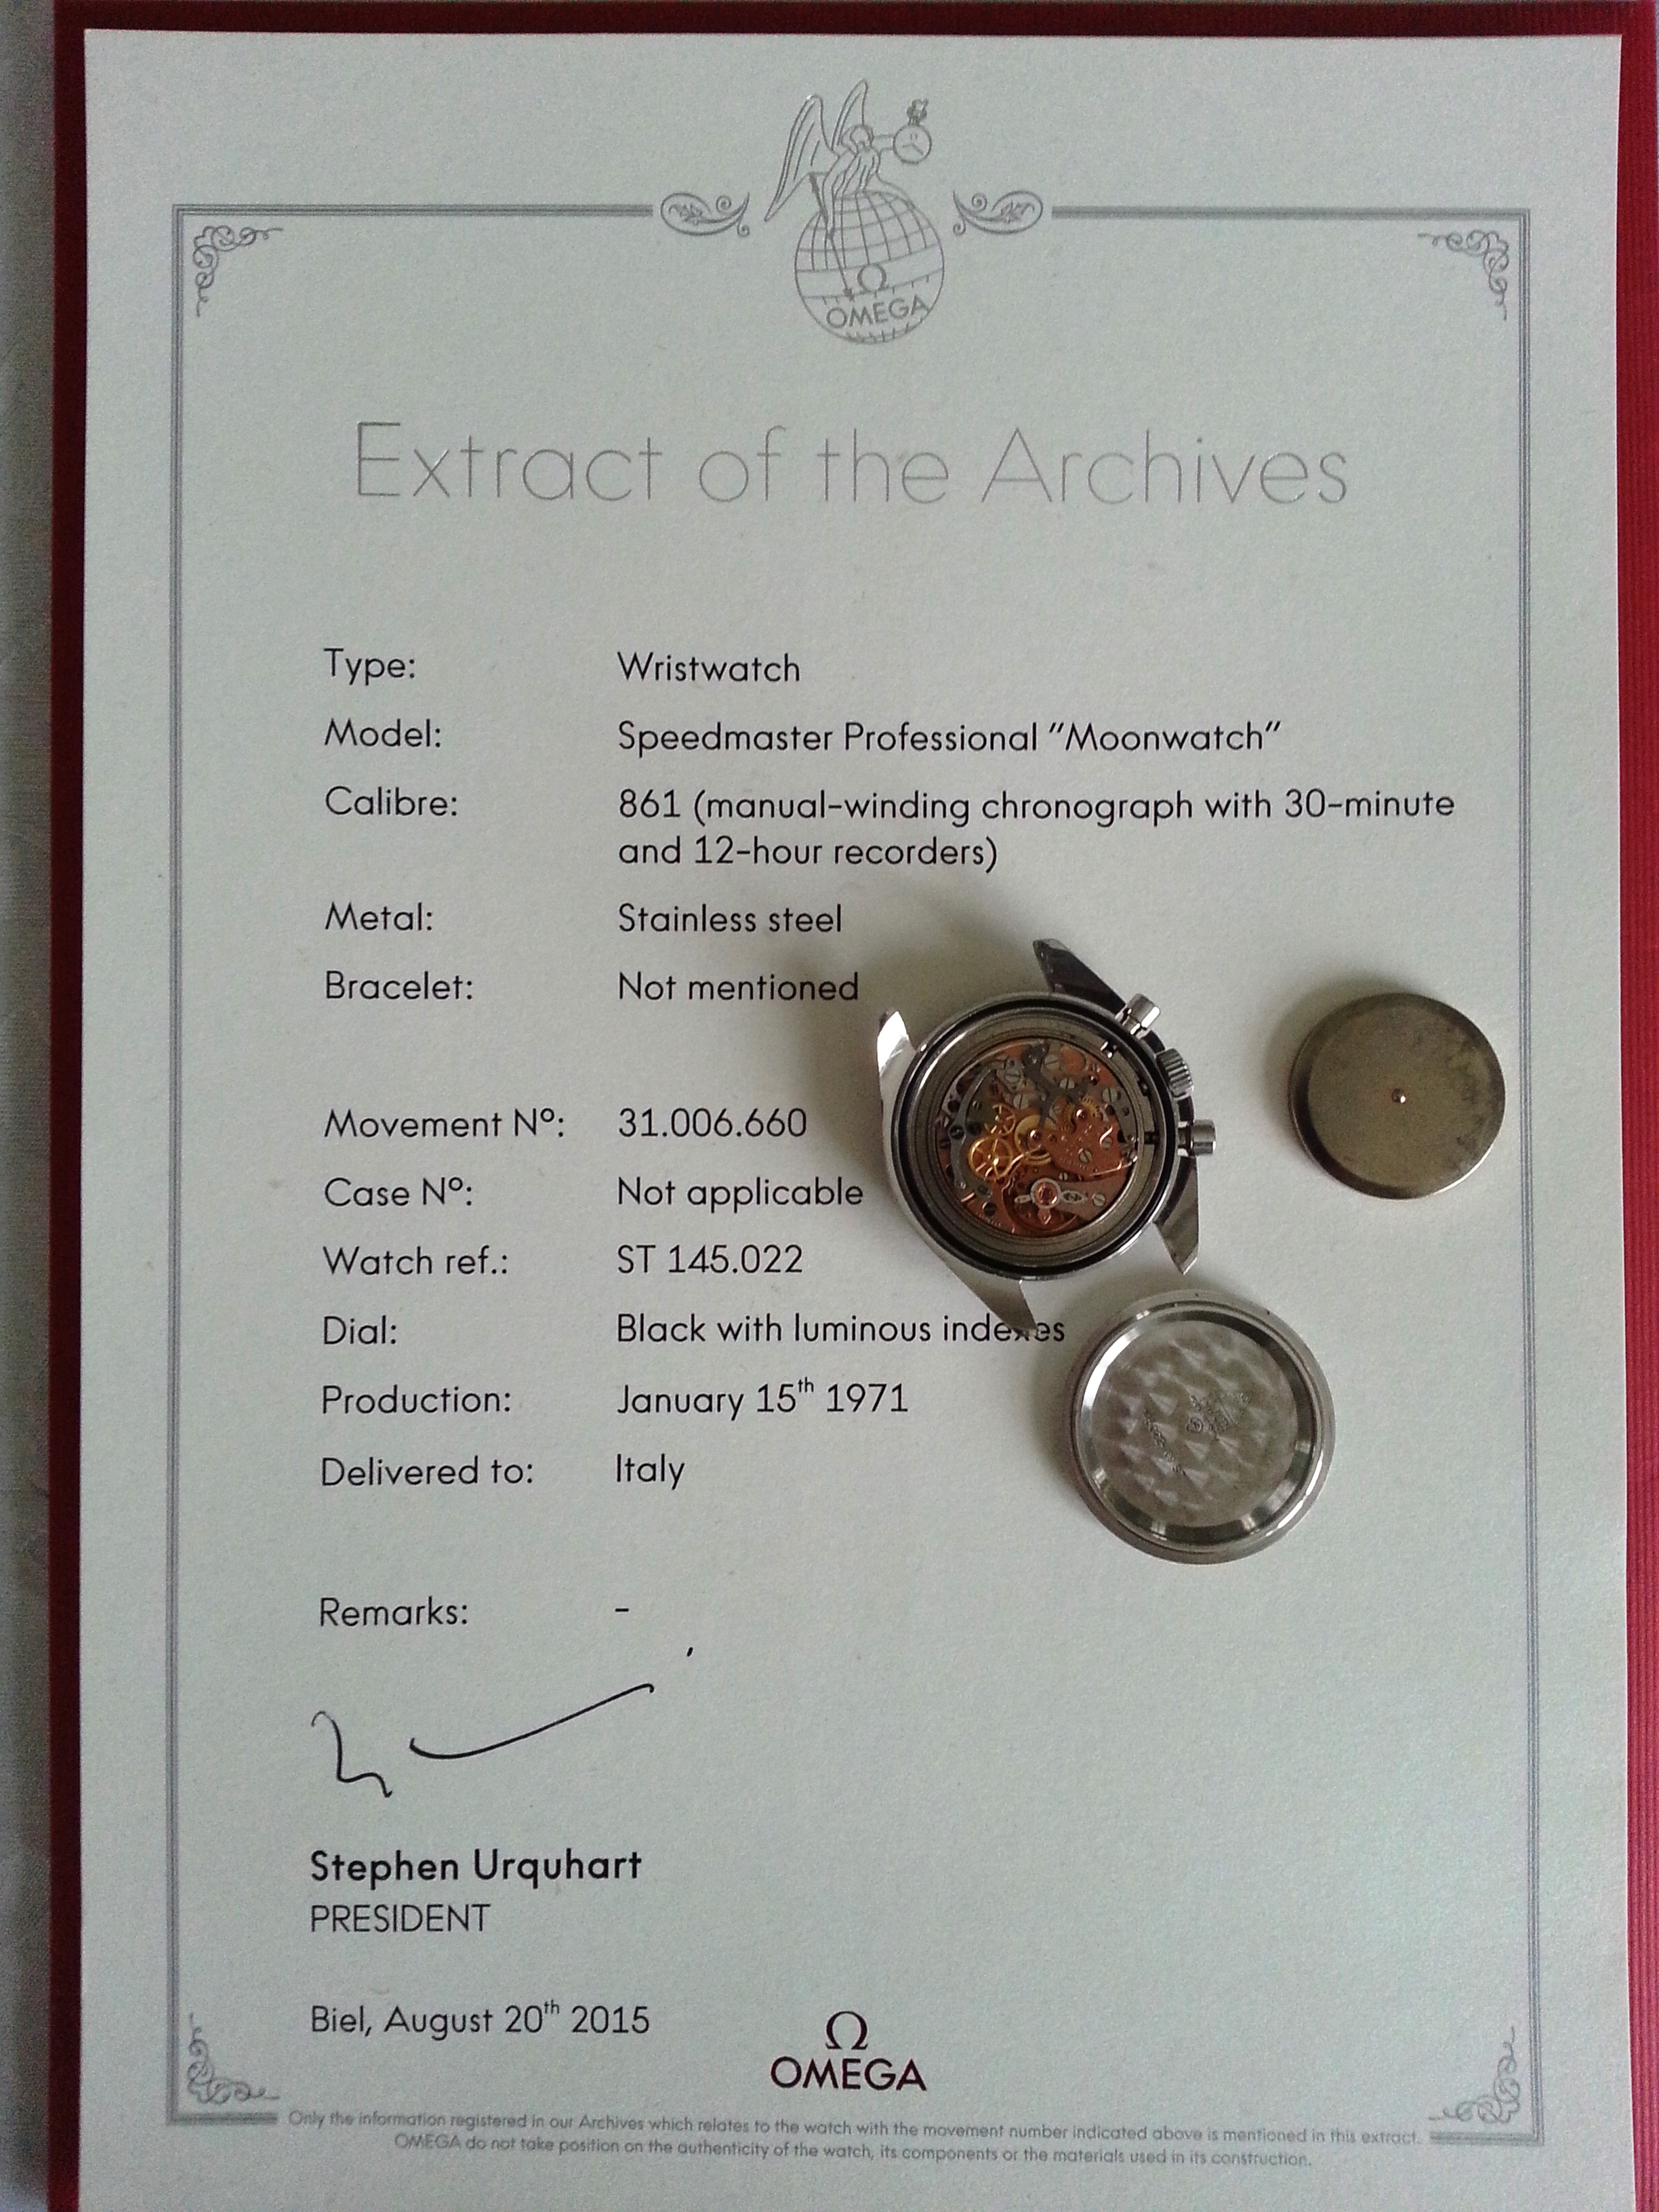 Ω
OMEGA
Extract of the Archives
Type: Wristwatch
Model: Speedmaster Professional "Moonwatch"
Calibre: 861 (manual-winding chronograph with 30-minute
and 12-hour recorders)
Metal: Stainless steel
Bracelet: Not mentioned
Movement Nº: 31.006.660
Case Nº: Not applicable
Watch ref.: ST 145.022
Dial: Black with luminous indexes
Production: January 15th 1971
Delivered to: Italy
Remarks: -
Stephen Urquhart
PRESIDENT
Biel, August 20th 2015
Ω
OMEGA
Only the information registered in our Archives which relates to the watch with the movement number indicated above is mentioned in this extract.
OMEGA do not take position on the authenticity of the watch, its components or the materials used in its construction.